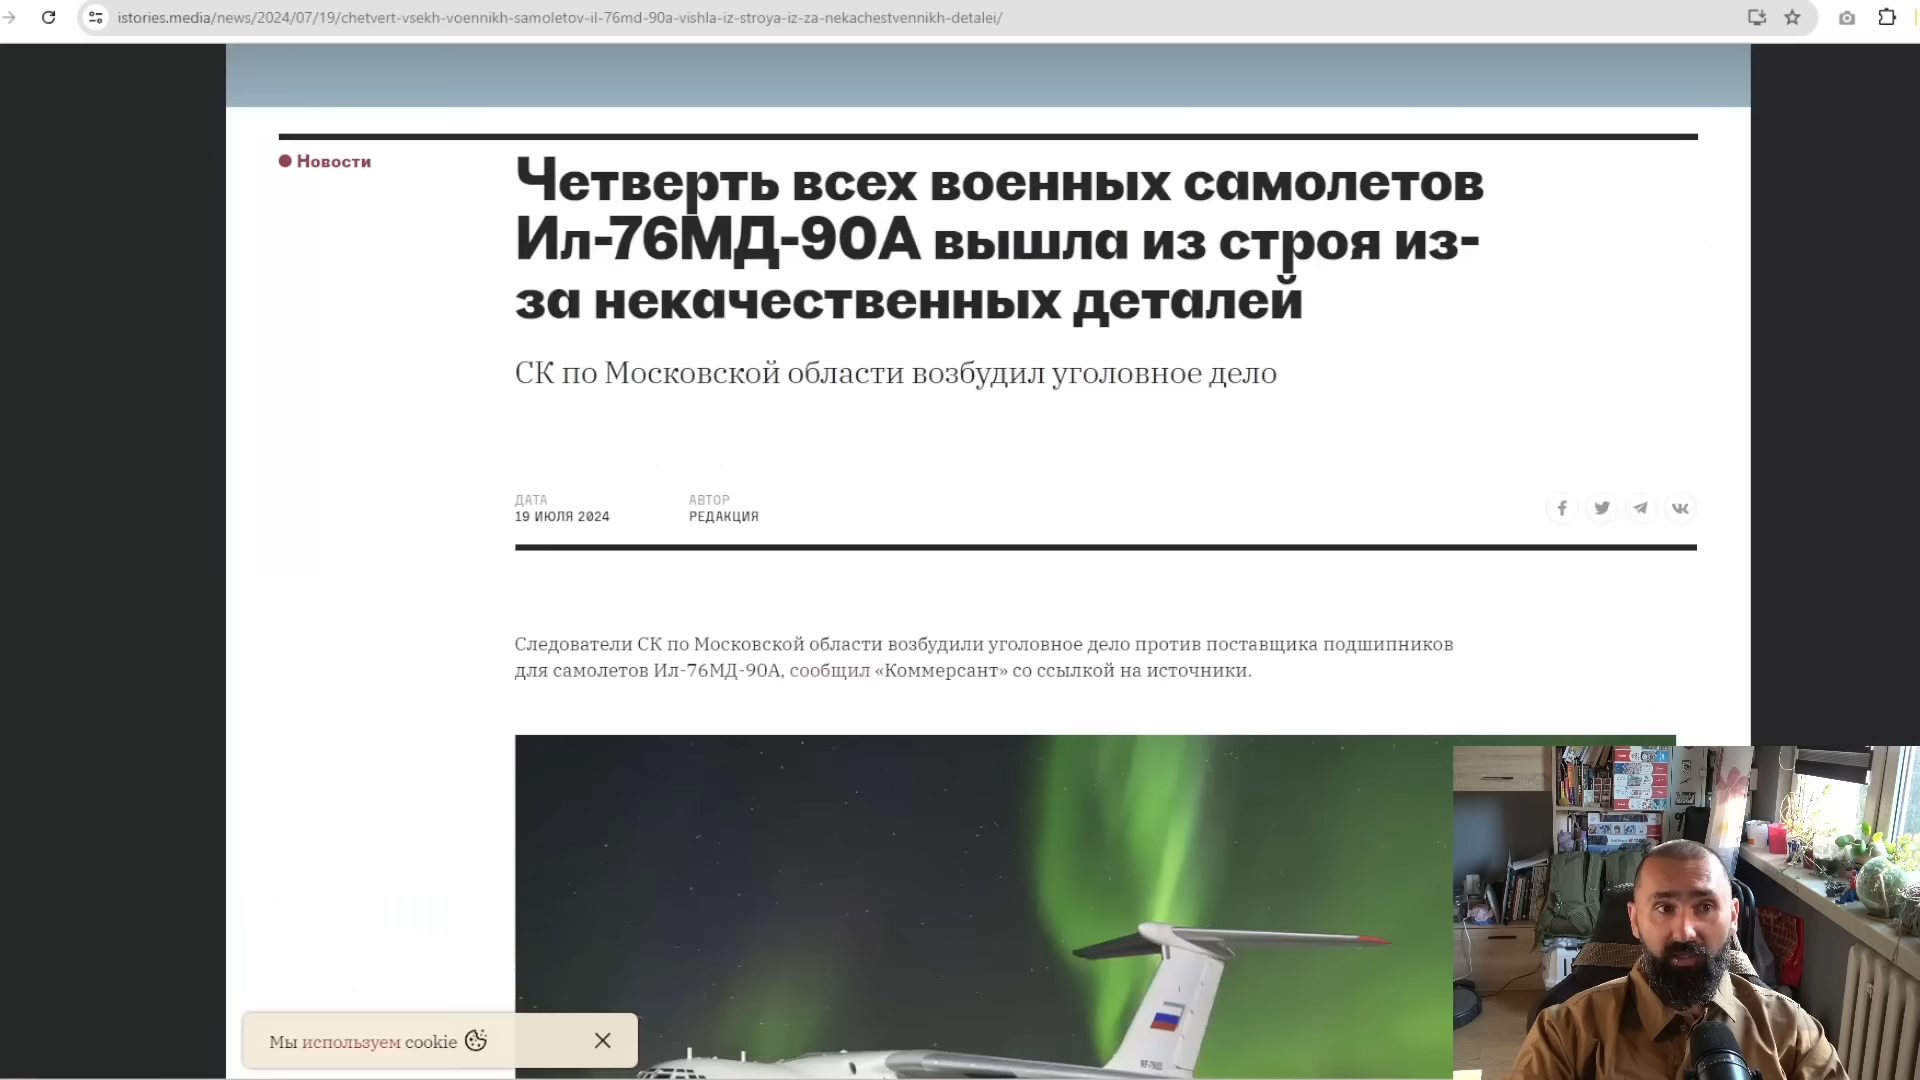 istories.media/news/2024/07/19/chetvert-vsekh-voennikh-samoletov-il-76md-90a-vishla-iz-stroya-iz-za-nekachestvennikh-detalei/
Новости
Четверть всех военных самолетов
Ил-76МД-90А вышла из строя из-
за некачественных деталей
СК по Московской области возбудил уголовное дело
ДАТА
19 ИЮЛЯ 2024
АВТОР
РЕДАКЦИЯ
Следователи СК по Московской области возбудили уголовное дело против поставщика подшипников
для самолетов Ил-76МД-90А, сообщил «Коммерсант» со ссылкой на источники.
Мы используем cookie